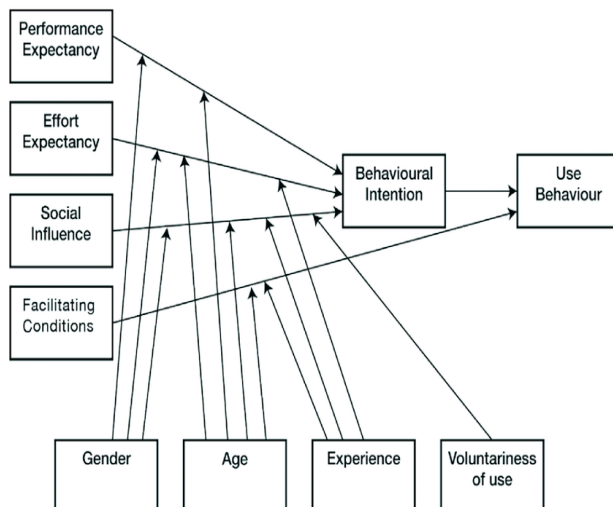 Performance
Expectancy
Effort
Expectancy
Social
Influence
Facilitating
Conditions
Behavioural
Intention
Use
Behaviour
Gender
Age
Experience
Voluntariness
of use